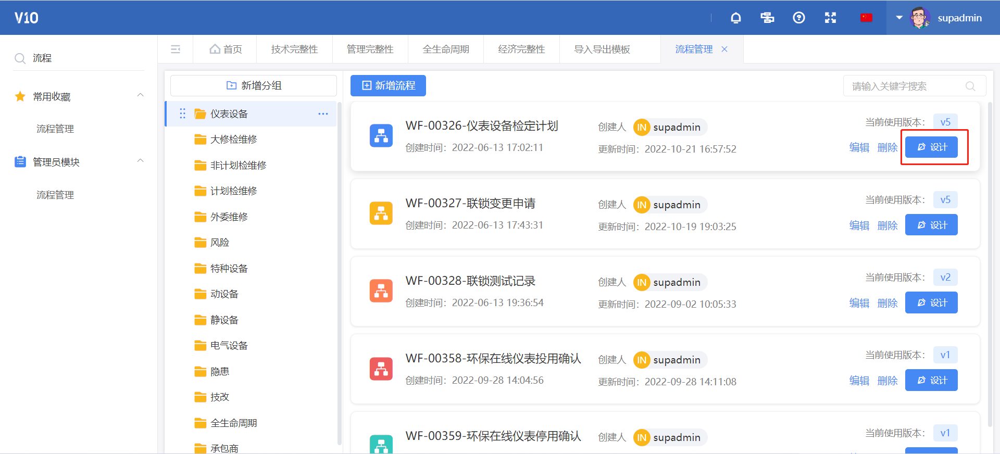 V10
supadmin
流程
常用收藏
流程管理
管理员模块
流程管理
首页
技术完整性
管理完整性
全生命周期
经济完整性
导入导出模板
流程管理
新增分组
仪表设备
大修检维修
非计划检维修
计划检维修
外委维修
风险
特种设备
动设备
静设备
电气设备
隐患
技改
全生命周期
承包商
新增流程
请输入关键字搜索
WF-00326-仪表设备检定计划
创建时间：2022-06-13 17:02:11
创建人 IN supadmin
更新时间：2022-10-21 16:57:52
当前使用版本： v5
编辑 删除 设计
WF-00327-联锁变更申请
创建时间：2022-06-13 17:43:31
创建人 IN supadmin
更新时间：2022-10-19 19:03:25
当前使用版本： v5
编辑 删除 设计
WF-00328-联锁测试记录
创建时间：2022-06-13 19:36:54
创建人 IN supadmin
更新时间：2022-09-02 10:05:33
当前使用版本： v2
编辑 删除 设计
WF-00358-环保在线仪表投用确认
创建时间：2022-09-28 14:04:56
创建人 IN supadmin
更新时间：2022-09-28 14:11:08
当前使用版本： v1
编辑 删除 设计
WF-00359-环保在线仪表停用确认
创建人 IN supadmin
当前使用版本： v1